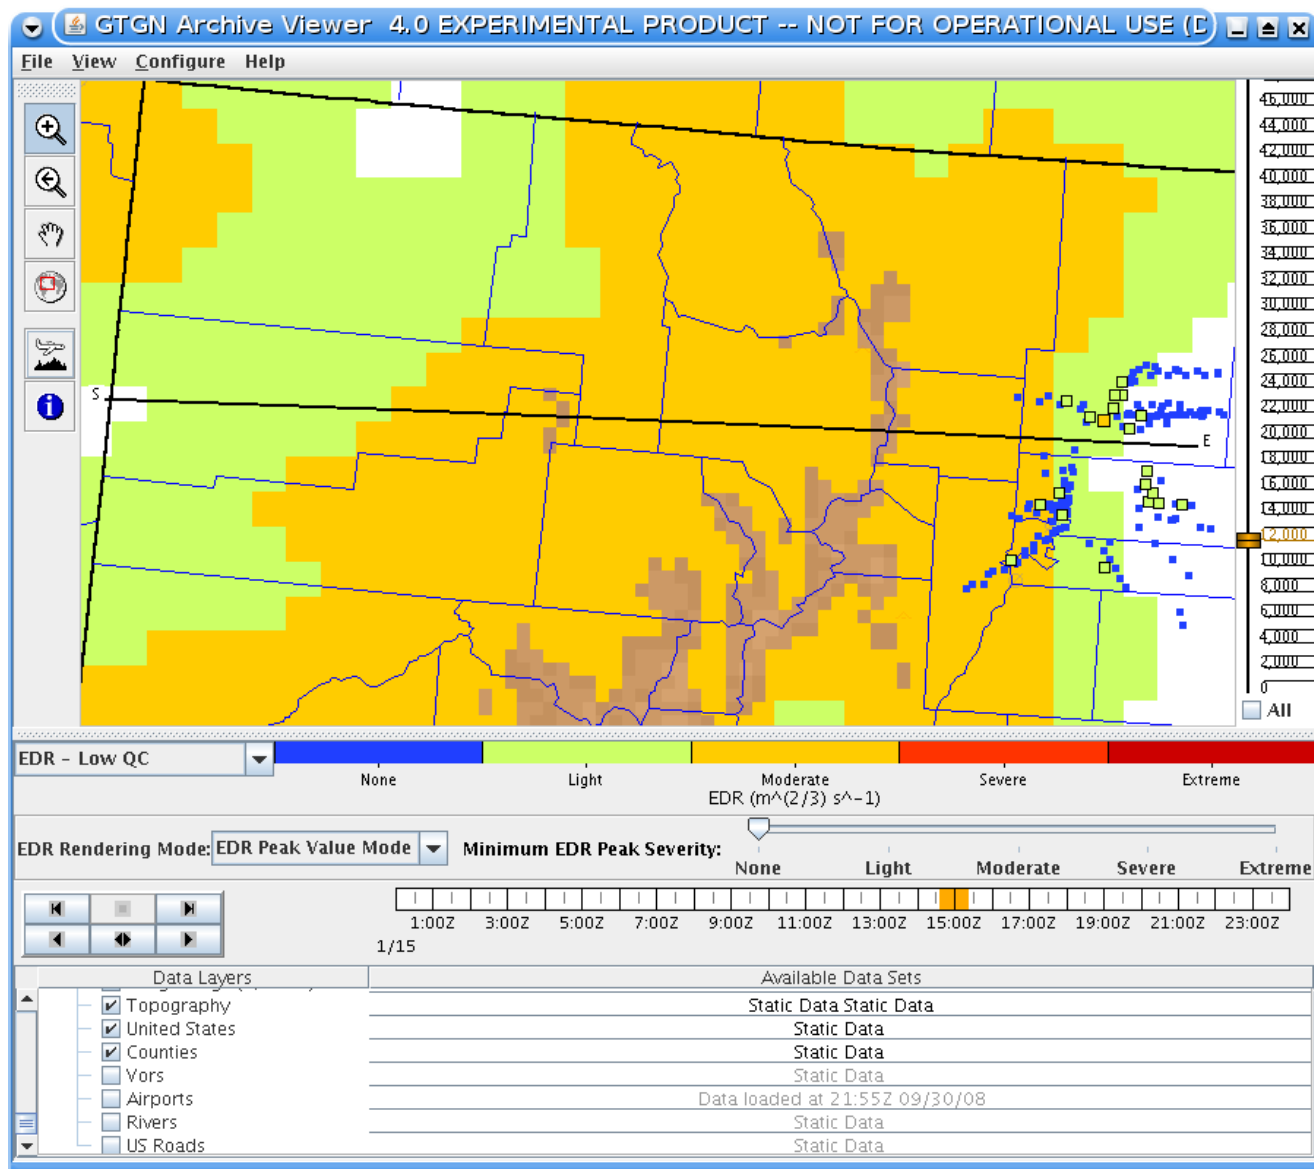 GTGN Archive Viewer 4.0 EXPERIMENTAL PRODUCT -- NOT FOR OPERATIONAL USE (D
File View Configure Help
S
E
46,000
44,000
42,000
40,000
38,000
36,000
34,000
32,000
30,000
28,000
26,000
24,000
22,000
20,000
18,000
16,000
14,000
12,000
10,000
8,000
6,000
4,000
2,000
0
All
EDR - Low QC
None Light Moderate Severe Extreme
EDR (m^(2/3) s^-1)
EDR Rendering Mode: EDR Peak Value Mode Minimum EDR Peak Severity:
None Light Moderate Severe Extreme
1:00Z 3:00Z 5:00Z 7:00Z 9:00Z 11:00Z 13:00Z 15:00Z 17:00Z 19:00Z 21:00Z 23:00Z
1/15
Data Layers Available Data Sets
Topography Static Data Static Data
United States Static Data
Counties Static Data
Vors Static Data
Airports Data loaded at 21:55Z 09/30/08
Rivers Static Data
US Roads Static Data